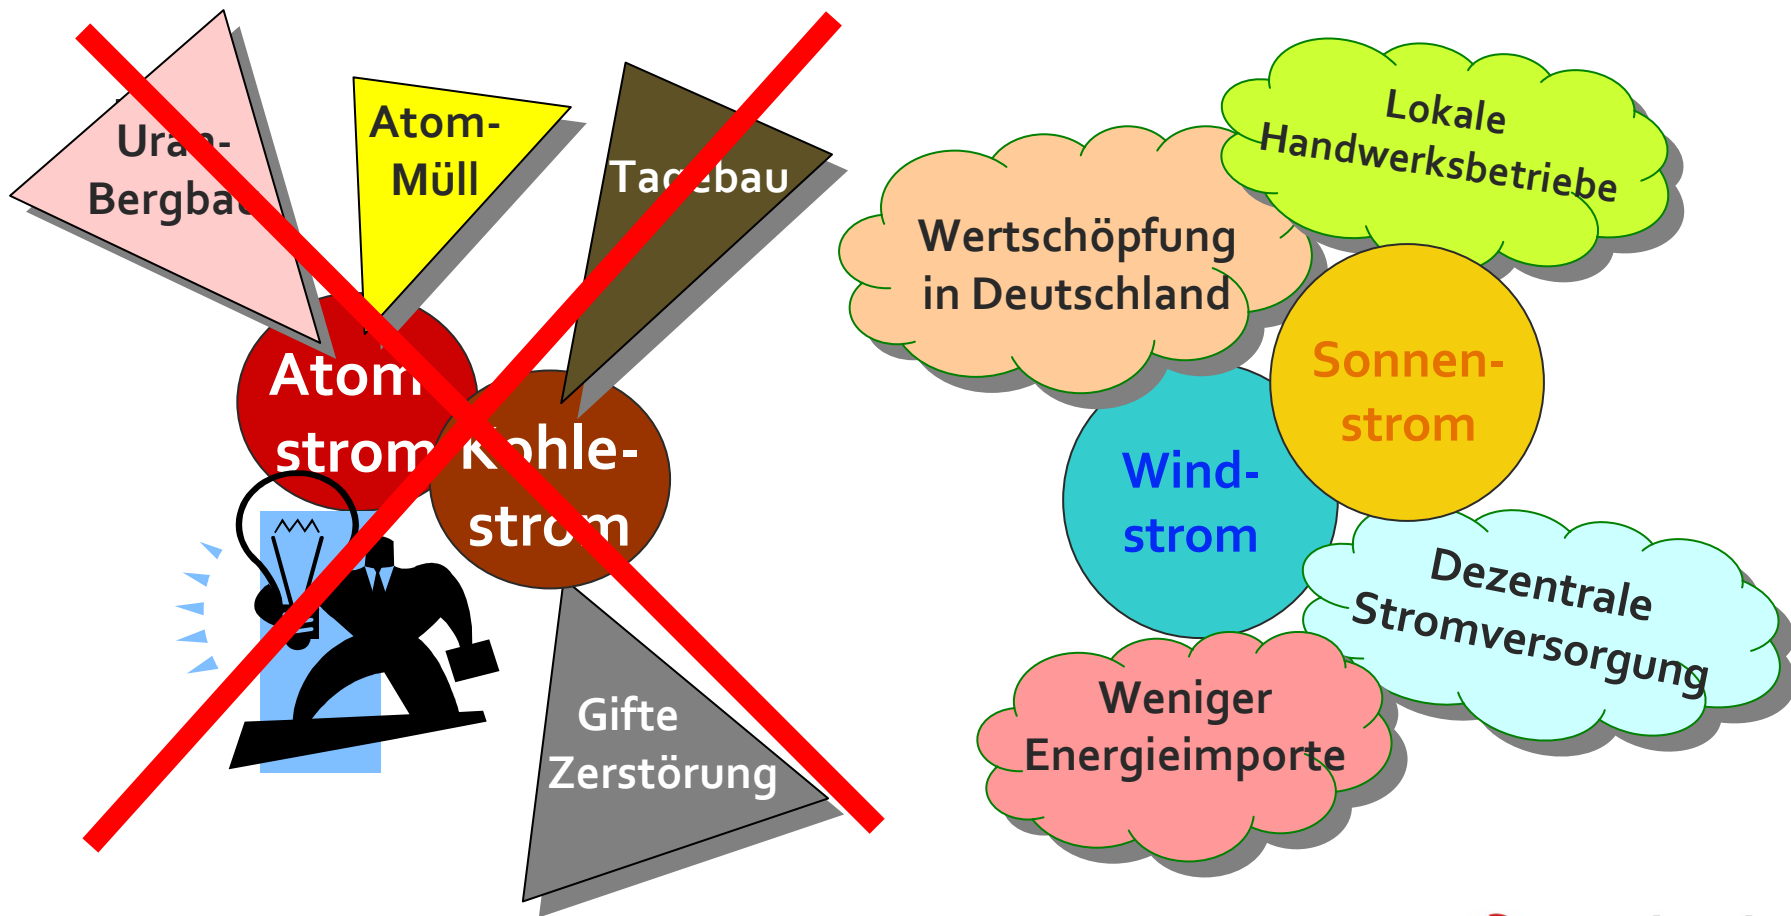 Uran-
Bergbau
Atom-
Müll
Tagebau
Atom
strom
Kohle-
strom
Gifte
Zerstörung
Lokale
Handwerksbetriebe
Wertschöpfung
in Deutschland
Sonnen-
strom
Wind-
strom
Dezentrale
Stromversorgung
Weniger
Energieimporte